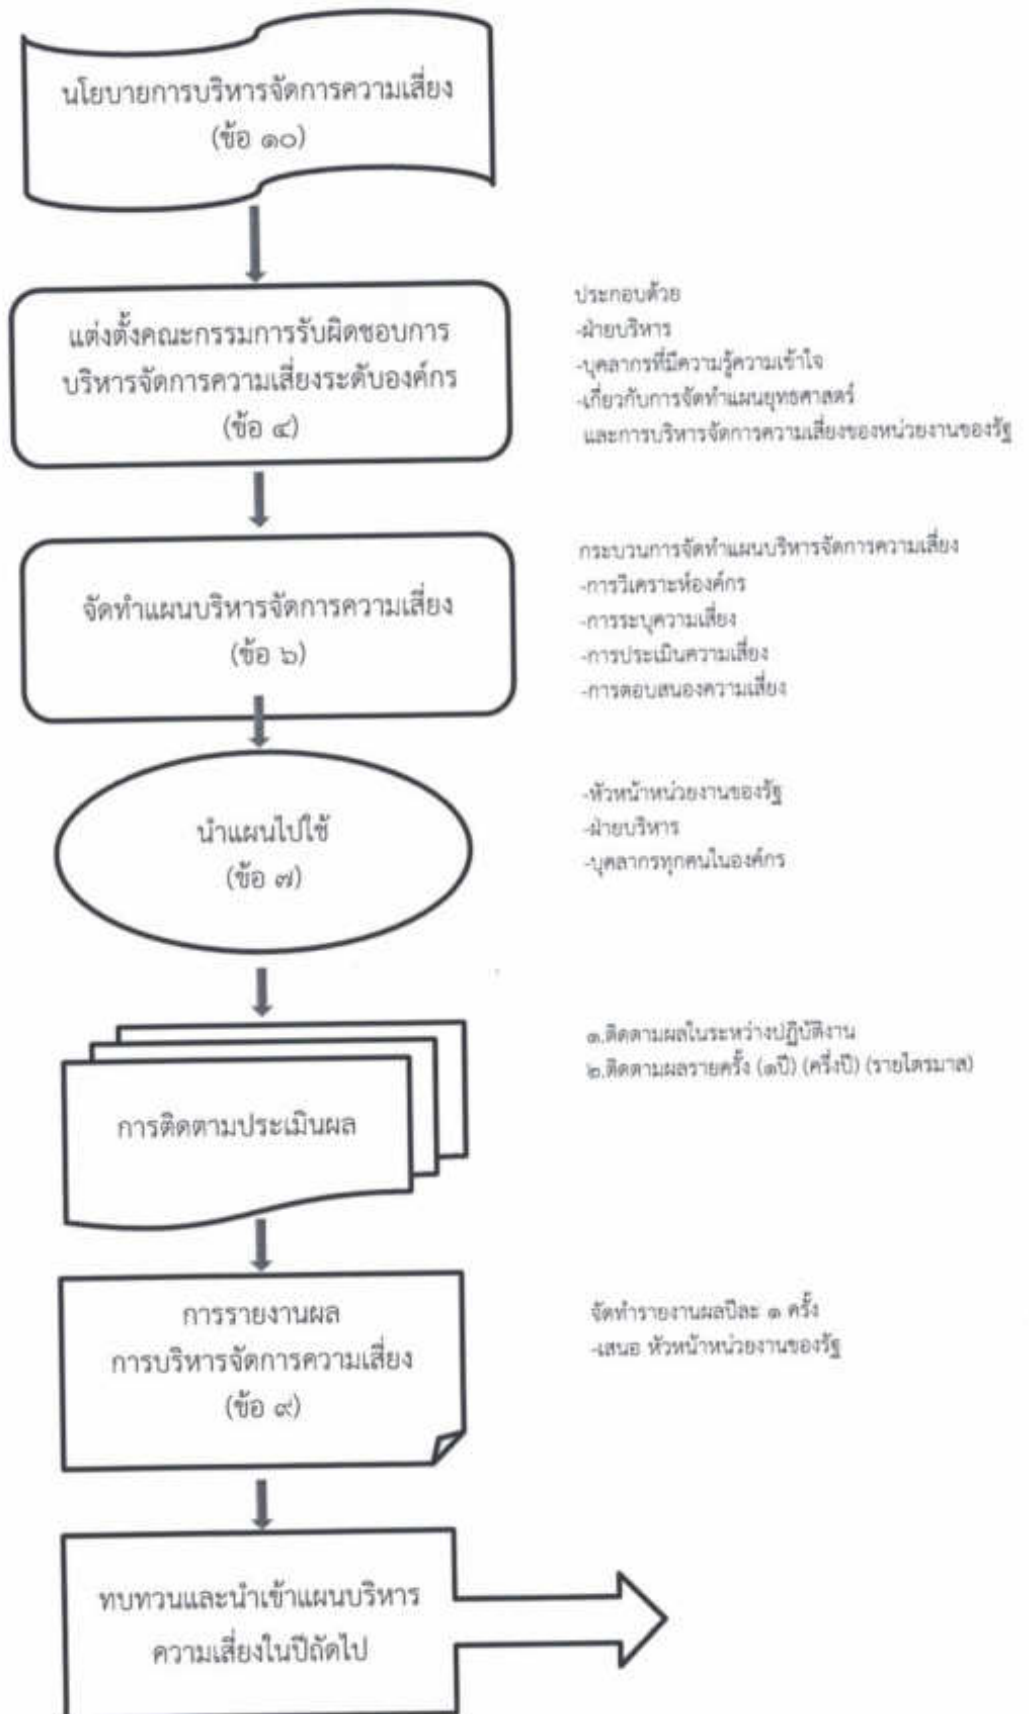 นโยบายการบริหารจัดการความเสี่ยง
(ข้อ ๑๐)
แต่งตั้งคณะกรรมการรับผิดชอบการ
บริหารจัดการความเสี่ยงระดับองค์กร
(ข้อ ๔)
ประกอบด้วย
-ฝ่ายบริหาร
-บุคลากรที่มีความรู้ความเข้าใจ
-เกี่ยวกับการจัดทำแผนยุทธศาสตร์
และการบริหารจัดการความเสี่ยงของหน่วยงานของรัฐ
จัดทำแผนบริหารจัดการความเสี่ยง
(ข้อ ๖)
กระบวนการจัดทำแผนบริหารจัดการความเสี่ยง
-การวิเคราะห์องค์กร
-การระบุความเสี่ยง
-การประเมินความเสี่ยง
-การตอบสนองความเสี่ยง
นำแผนไปใช้
(ข้อ ๗)
-หัวหน้าหน่วยงานของรัฐ
-ฝ่ายบริหาร
-บุคลากรทุกคนในองค์กร
การติดตามประเมินผล
๑.ติดตามผลในระหว่างปฏิบัติงาน
๒.ติดตามผลรายครั้ง (๑ปี) (ครึ่งปี) (รายไตรมาส)
การรายงานผล
การบริหารจัดการความเสี่ยง
(ข้อ ๙)
จัดทำรายงานผลปีละ ๑ ครั้ง
-เสนอ หัวหน้าหน่วยงานของรัฐ
ทบทวนและนำเข้าแผนบริหาร
ความเสี่ยงในปีถัดไป